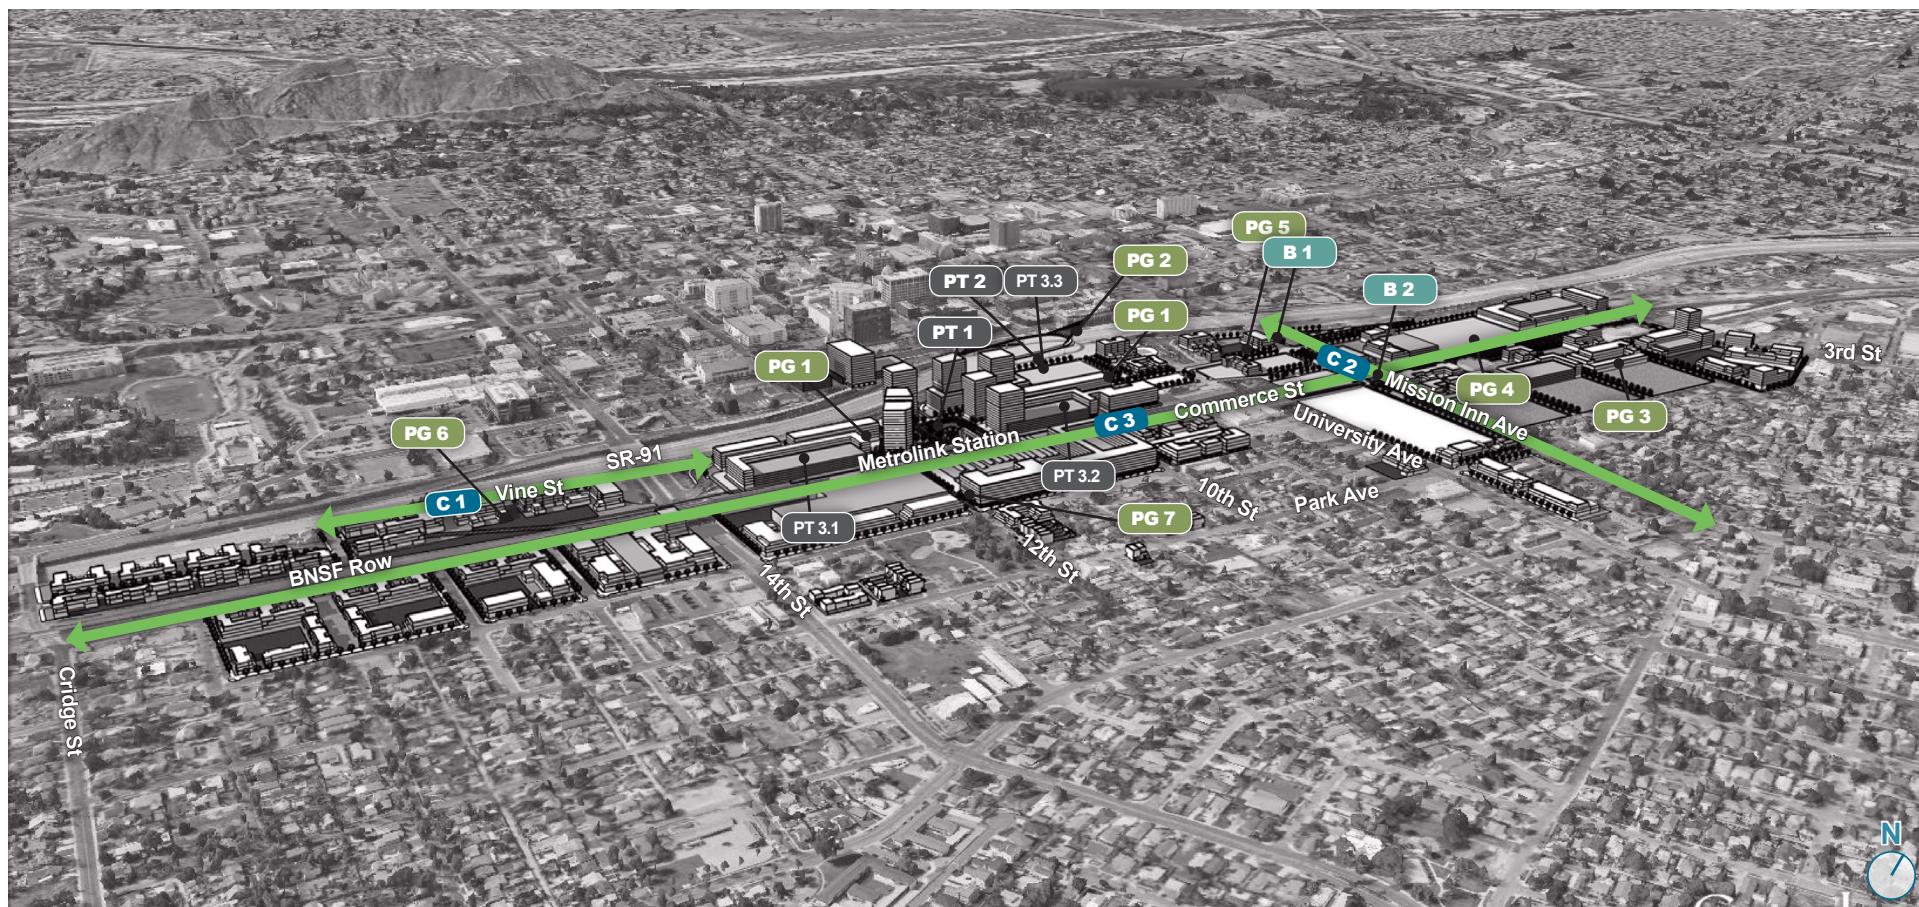 PG 5
B 1
PG 2
PT 2
PT 3.3
B 2
PG 1
PT 1
3rd St
C 2
PG 1
Mission Inn Ave
PG 4
Commerce St
PG 3
University Ave
C 3
PG 6
Metrolink Station
SR-91
PT 3.2
Vine St
10th St
Park Ave
C 1
PG 7
PT 3.1
12th St
BNSF Row
14th St
Cridge St
N